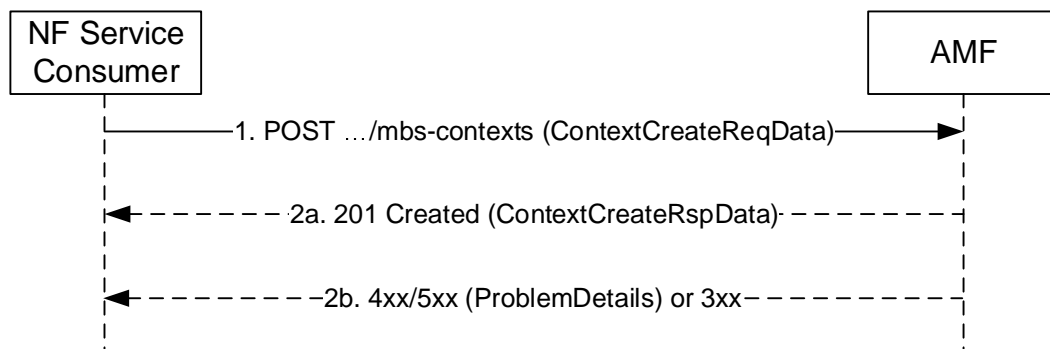 NF Service
Consumer
AMF
1. POST …/mbs-contexts (ContextCreateReqData)
2a. 201 Created (ContextCreateRspData)
2b. 4xx/5xx (ProblemDetails) or 3xx